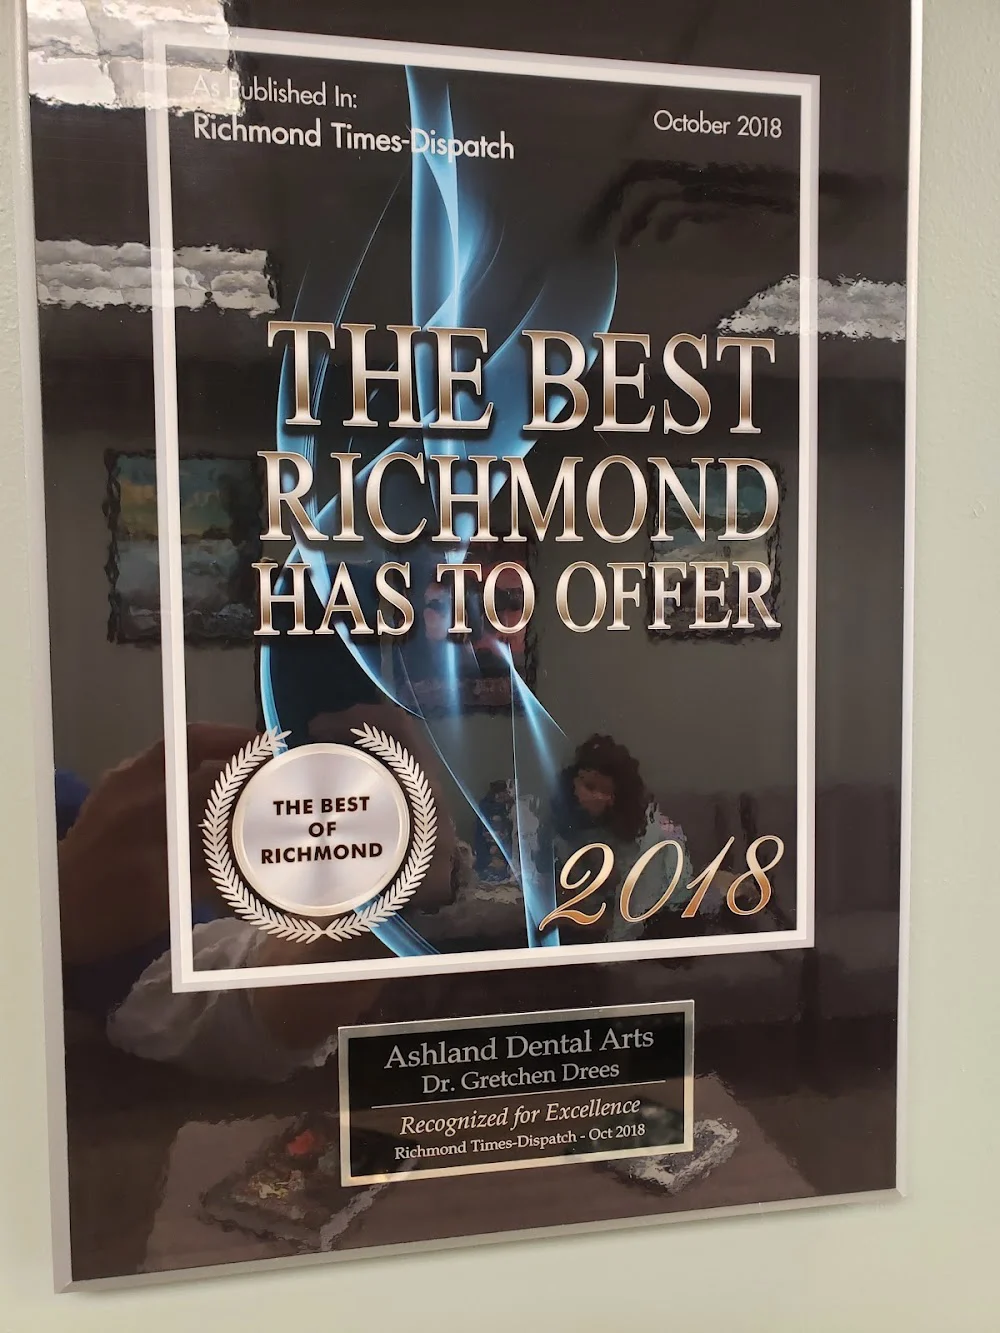 As Published In:
Richmond Times-Dispatch
October 2018
THE BEST
RICHMOND
HAS TO OFFER
THE BEST
OF
RICHMOND
2018
Ashland Dental Arts
Dr. Gretchen Drees
Recognized for Excellence
Richmond Times-Dispatch - Oct 2018